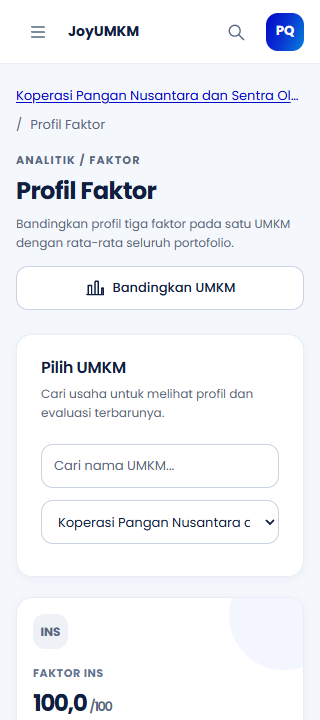 JoyUMKM
PQ
Koperasi Pangan Nusantara dan Sentra Ol...
/ Profil Faktor
ANALITIK / FAKTOR
Profil Faktor
Bandingkan profil tiga faktor pada satu UMKM
dengan rata-rata seluruh portofolio.
Bandingkan UMKM
Pilih UMKM
Cari usaha untuk melihat profil dan
evaluasi terbarunya.
Cari nama UMKM...
Koperasi Pangan Nusantara d
INS
FAKTOR INS
100,0 /100